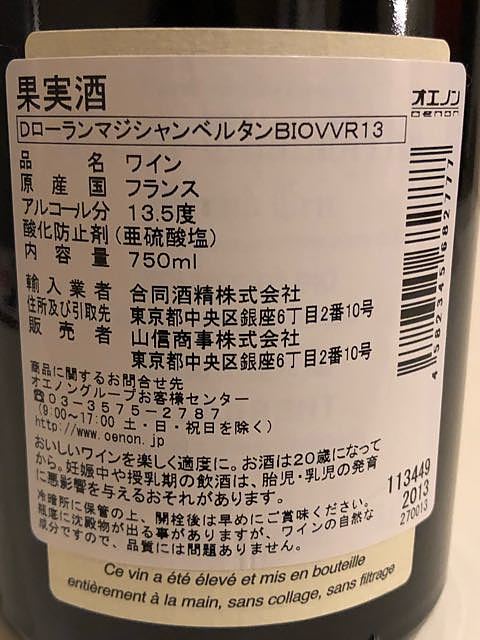 果実酒
オエノン
oenon
DローランマジシャンベルタンBIOVVR13
品名 ワイン
原産国 フランス
アルコール分 13.5度
酸化防止剤(亜硫酸塩)
内容量 750ml
輸入業者 合同酒精株式会社
住所及び引取先 東京都中央区銀座6丁目2番10号
販売者 山信商事株式会社
東京都中央区銀座6丁目2番10号
商品に関するお問合せ先
オエノングループお客様センター
☎03-3575-2787
(9:00~17:00 土・日・祝日を除く)
http://www.oenon.jp
おいしいワインを楽しく適度に。お酒は20歳になって
から。妊娠中や授乳期の飲酒は、胎児・乳児の発育
に悪影響を与えるおそれがあります。
冷暗所に保管の上、開栓後は早めにご賞味ください。
瓶底に沈殿物が出る事がありますが、ワインの自然な
成分ですので、品質には問題ありません。
4582345682777
113449
2013
270013
Ce vin a été élevé et mis en bouteille
entièrement à la main, sans collage, sans filtrage